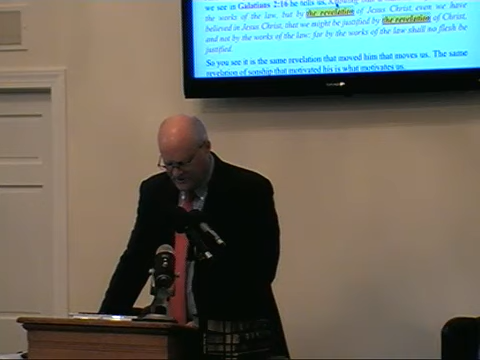 we see in Galatians 2:16 he tells us, Knowing that a
the works of the law, but by the revelation of Jesus Christ, even we have
believed in Jesus Christ, that we might be justified by the revelation of Christ,
and not by the works of the law: for by the works of the law shall no flesh be
justified.
So you see it is the same revelation that moved him that moves us. The same
revelation of sonship that motivated his is what motivates us.